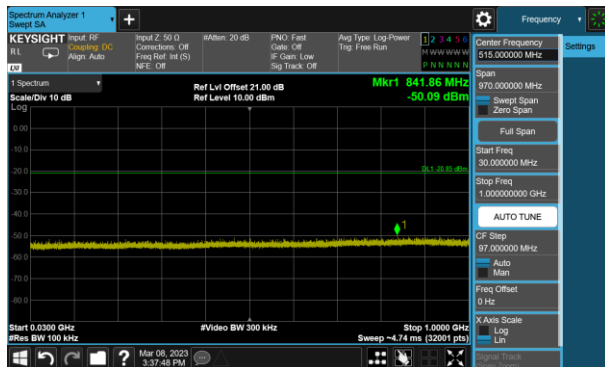 Spectrum Analyzer 1
Swept SA
Frequency
KEYSIGHT
RL
LXI
Input: RF
Coupling: DC
Align: Auto
Input Z: 50 Ω
Corrections: Off
Freq Ref: Int (S)
NFE: Off
#Atten: 20 dB
PNO: Fast
Gate: Off
IF Gain: Low
Sig Track: Off
Avg Type: Log-Power
Trig: Free Run
1 2 3 4 5 6
M W W W W W
P N N N N N
1 Spectrum
Scale/Div 10 dB
Log
Ref Lvl Offset 21.00 dB
Ref Level 10.00 dBm
Mkr1 841.86 MHz
-50.09 dBm
0.00
-10.0
-20.0
-30.0
-40.0
-50.0
-60.0
-70.0
-80.0
DL1 -20.85 dBm
1
Start 0.0300 GHz
#Res BW 100 kHz
#Video BW 300 kHz
Stop 1.0000 GHz
Sweep ~4.74 ms (32001 pts)
Mar 08, 2023
3:37:48 PM
Center Frequency
515.000000 MHz
Span
970.000000 MHz
Swept Span
Zero Span
Full Span
Start Freq
30.000000 MHz
Stop Freq
1.000000000 GHz
AUTO TUNE
CF Step
97.000000 MHz
Auto
Man
Freq Offset
0 Hz
X Axis Scale
Log
Lin
Signal Track
Settings